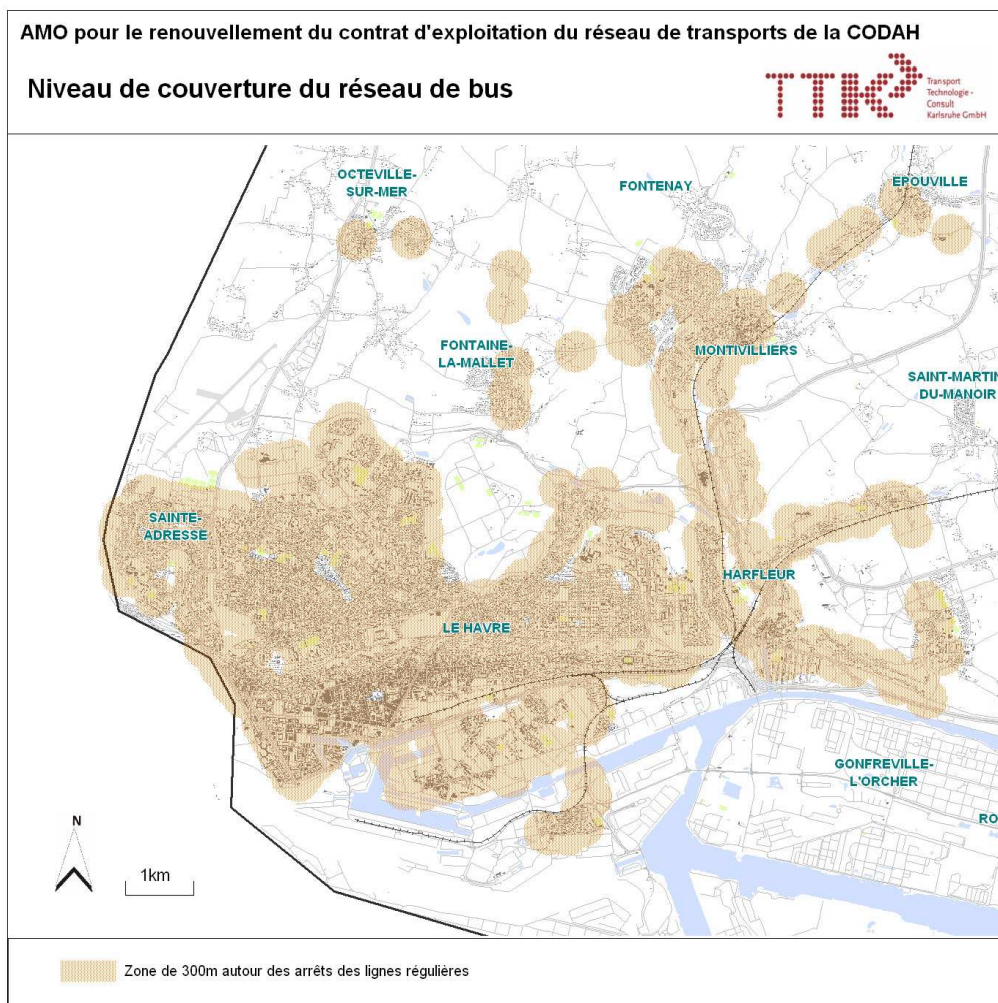 AMO pour le renouvellement du contrat d'exploitation du réseau de transports de la CODAH
Niveau de couverture du réseau de bus
TTK
Transport
Technologie -
Consult
Karlsruhe GmbH
OCTEVILLE-
SUR-MER
FONTENAY
EPOUVILLE
FONTAINE-
LA-MALLET
MONTIVILLIERS
SAINT-MARTIN
DU-MANOIR
SAINTE-
ADRESSE
HARFLEUR
LE HAVRE
GONFREVILLE-
L'ORCHER
RO
N
1km
Zone de 300m autour des arrêts des lignes régulières